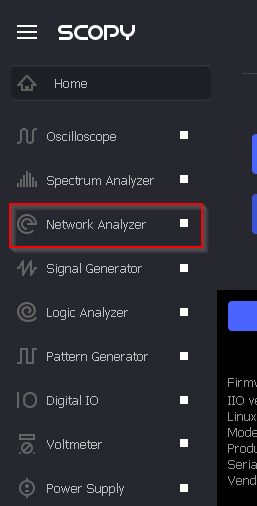 SCOPY
Home
Oscilloscope
Spectrum Analyzer
Network Analyzer
Signal Generator
Logic Analyzer
Pattern Generator
Digital IO
Voltmeter
Power Supply
Firmv
IIO ve
Linux
Mode
Produ
Seria
Vend